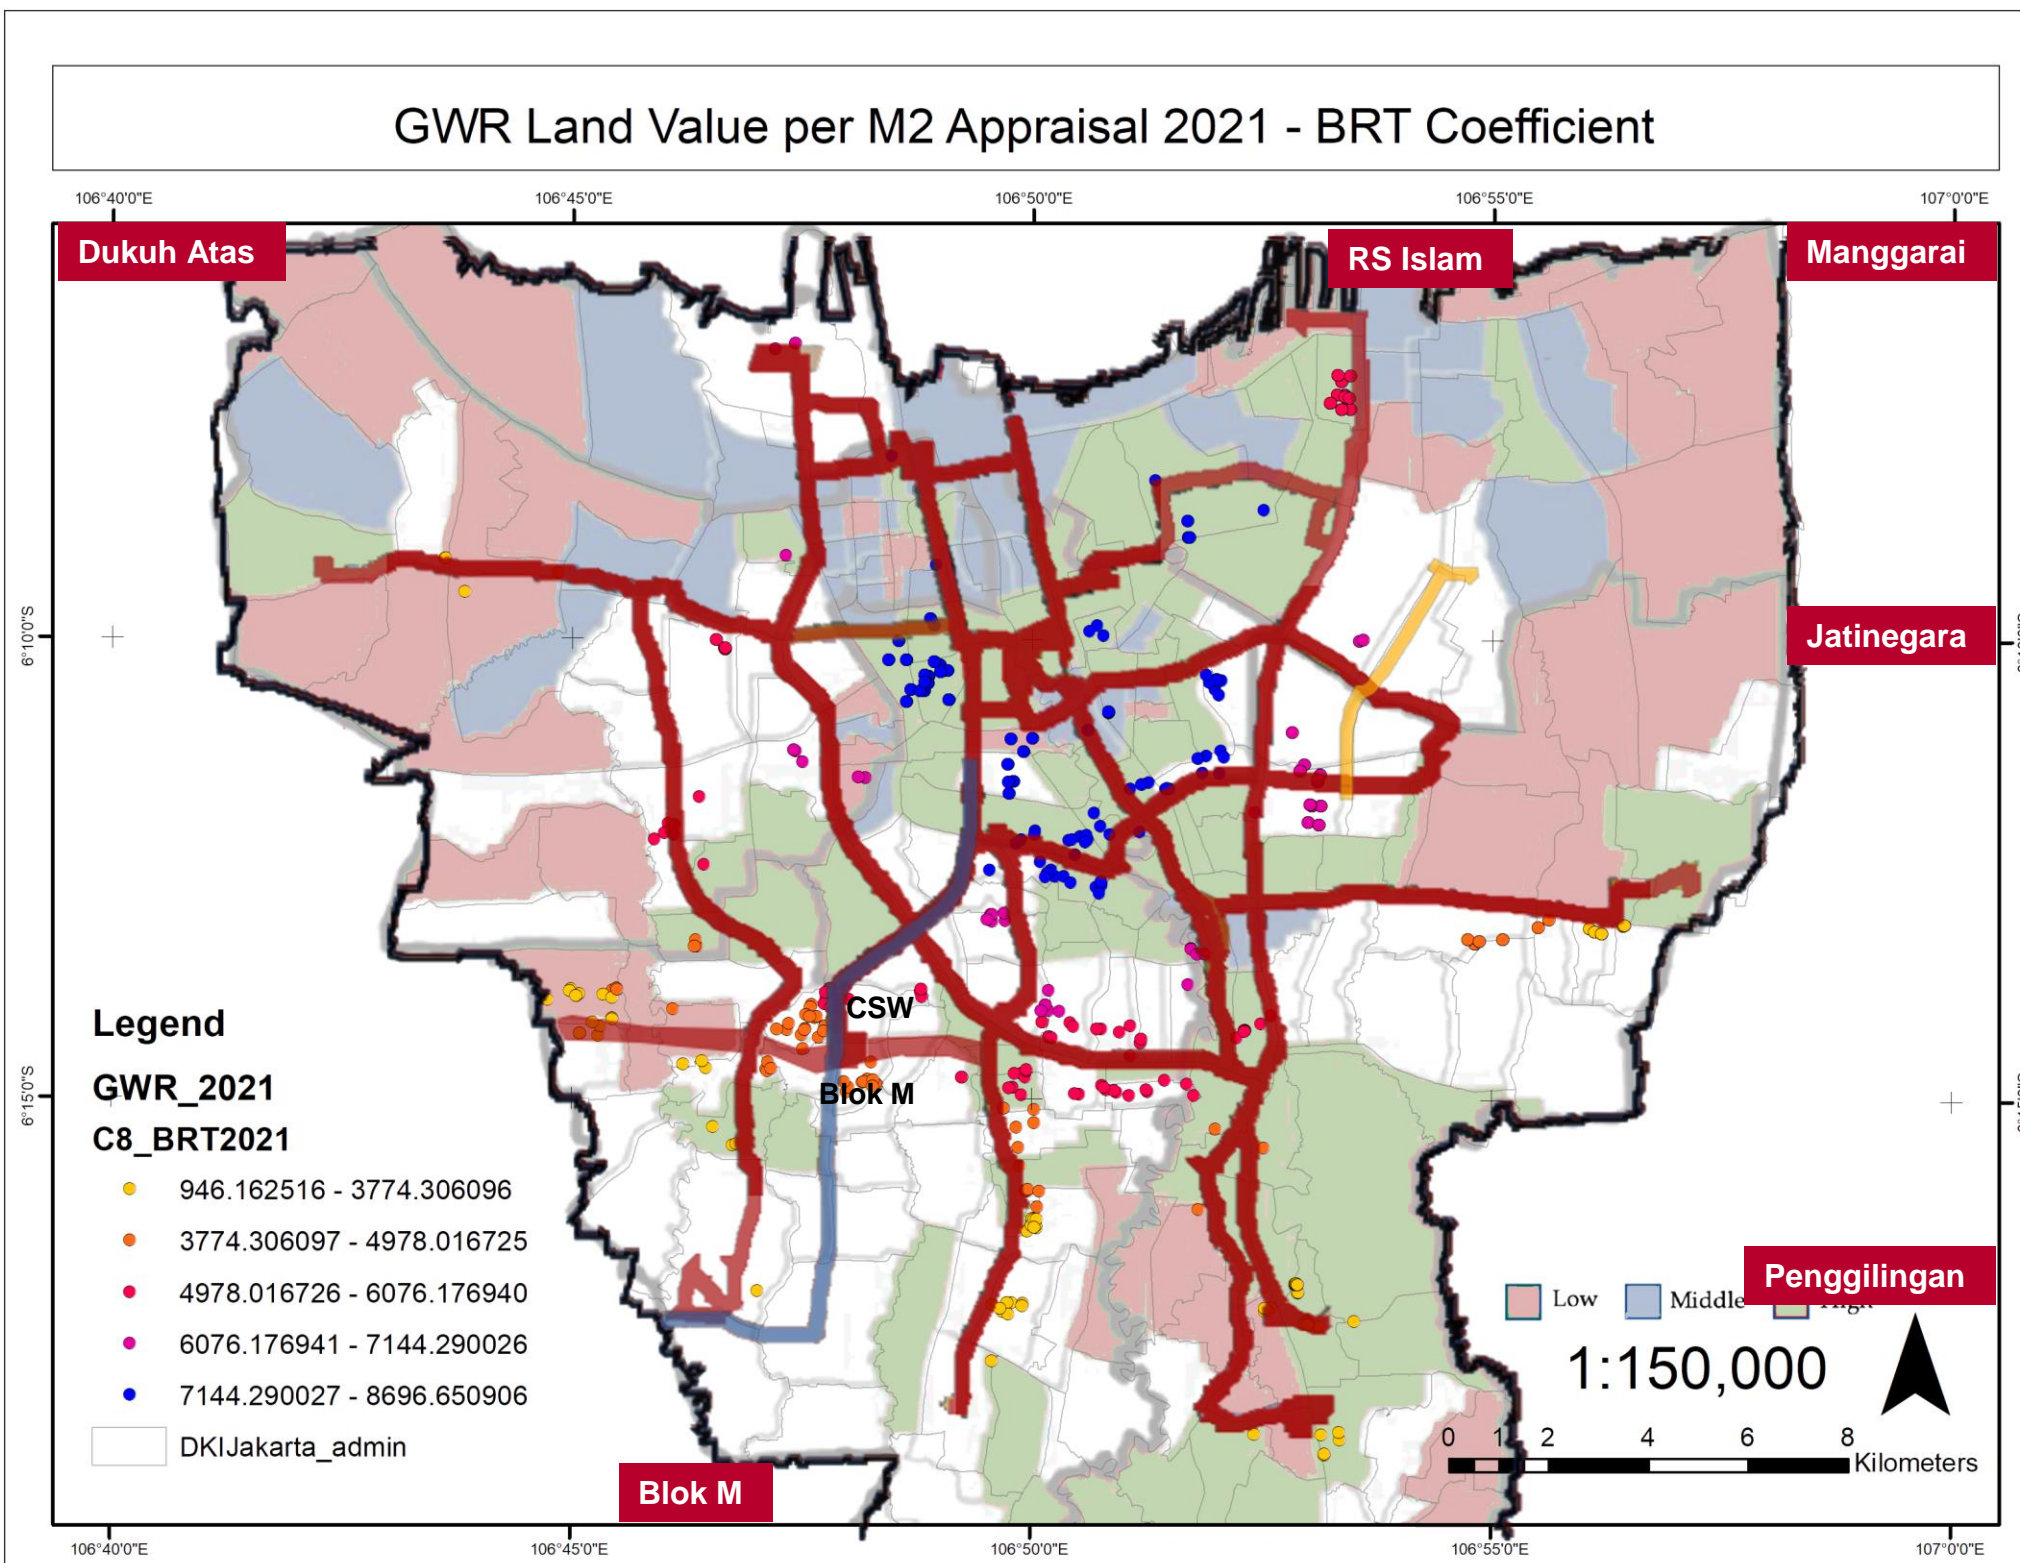 GWR Land Value per M2 Appraisal 2021 - BRT Coefficient
106°40'0"E 106°45'0"E 106°50'0"E 106°55'0"E 107°0'0"E
Dukuh Atas
RS Islam
Manggarai
6°10'0"S
Jatinegara
CSW
Legend
GWR_2021
6°15'0"S
Blok M
C8_BRT2021
946.162516 - 3774.306096
3774.306097 - 4978.016725
4978.016726 - 6076.176940
6076.176941 - 7144.290026
7144.290027 - 8696.650906
DKIJakarta_admin
Penggilingan
Low Middle
1:150,000
0 1 2 4 6 8
Kilometers
Blok M
106°40'0"E 106°45'0"E 106°50'0"E 106°55'0"E 107°0'0"E